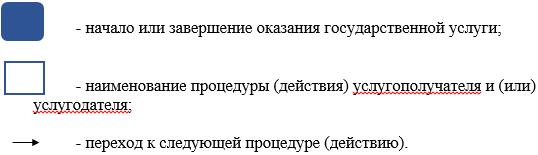 - начало или завершение оказания государственной услуги;
- наименование процедуры (действия) услугополучателя и (или)
услугодателя;
- переход к следующей процедуре (действию).